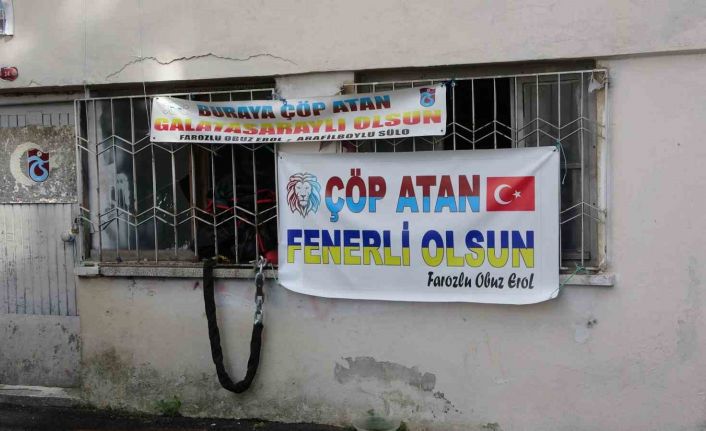 BURAYA ÇÖP ATAN
GALATASARAYLI OLSUN
FAROZLU OBUZ EROL - ARAFİLBOYLU SÜLO
ÇÖP ATAN
FENERLİ OLSUN
Farozlu Obuz Erol